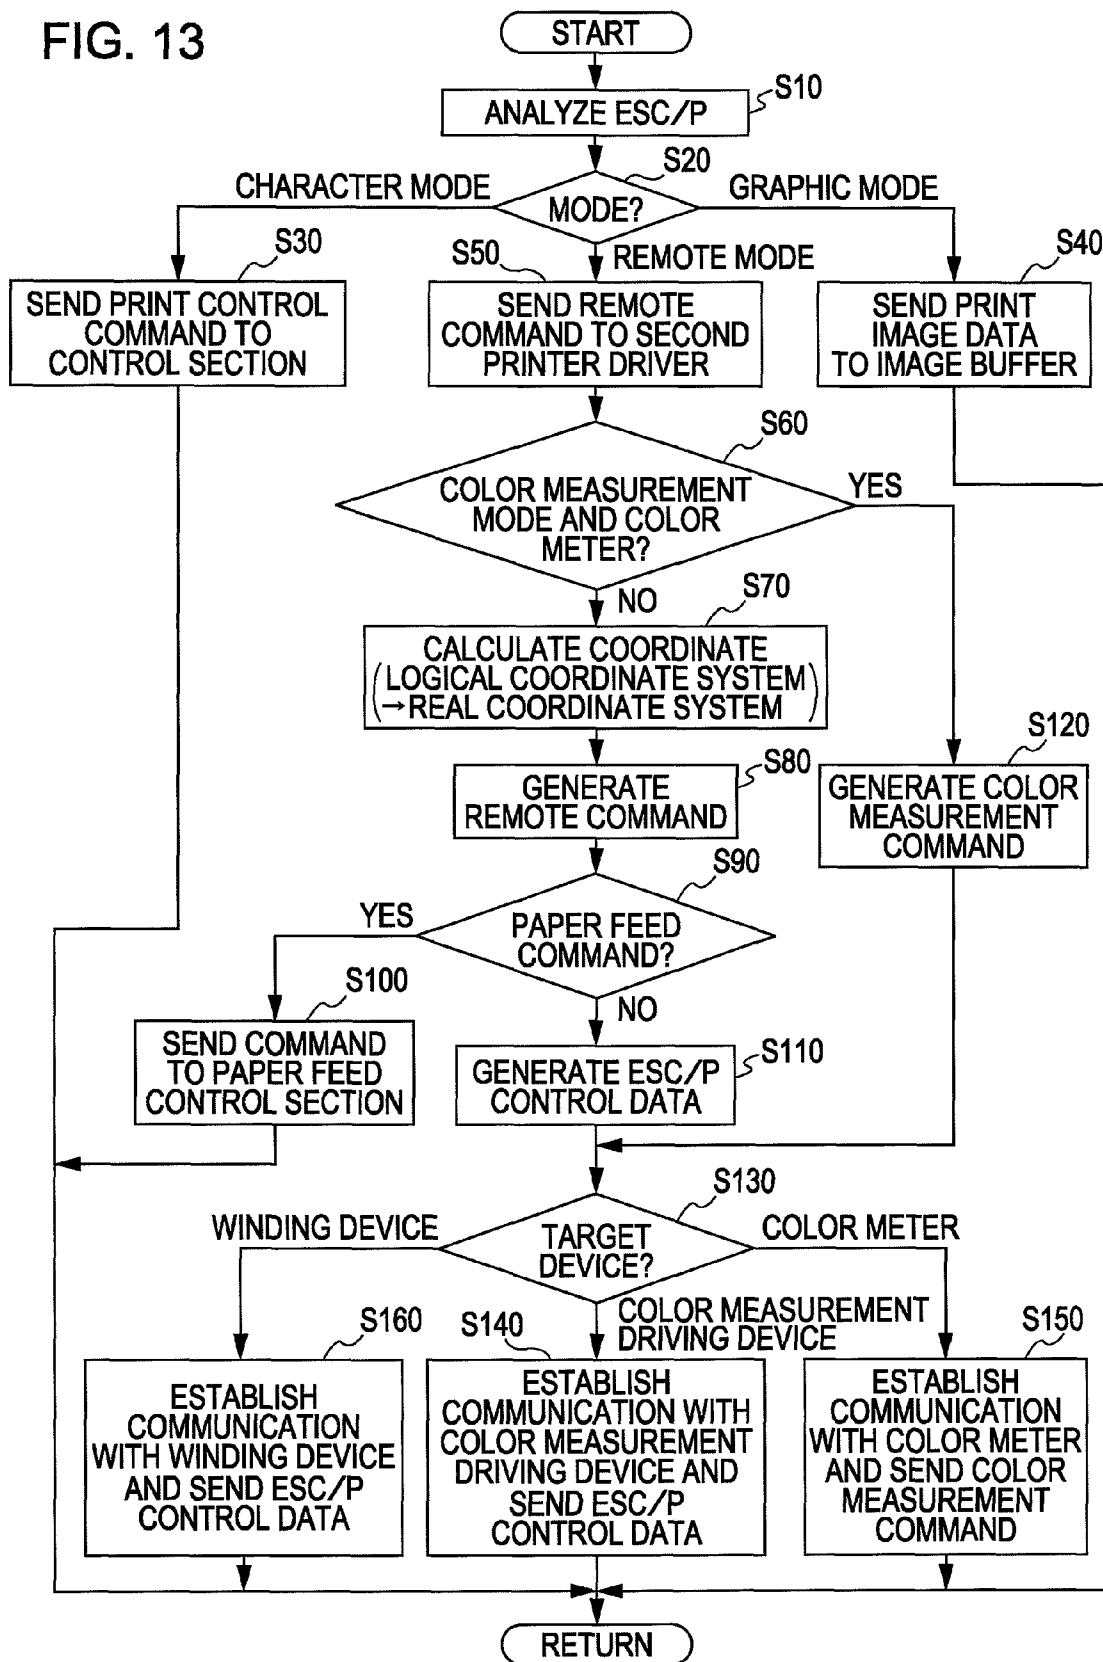 FIG. 13
START
S10
ANALYZE ESC/P
S20
CHARACTER MODE
MODE?
GRAPHIC MODE
S30
S50
REMOTE MODE
S40
SEND PRINT CONTROL
COMMAND TO
CONTROL SECTION
SEND REMOTE
COMMAND TO SECOND
PRINTER DRIVER
SEND PRINT
IMAGE DATA
TO IMAGE BUFFER
S60
COLOR MEASUREMENT
MODE AND COLOR
METER?
YES
NO
S70
CALCULATE COORDINATE
(LOGICAL COORDINATE SYSTEM
→REAL COORDINATE SYSTEM)
S80
GENERATE
REMOTE COMMAND
S120
GENERATE COLOR
MEASUREMENT
COMMAND
S90
YES
PAPER FEED
COMMAND?
NO
S100
SEND COMMAND
TO PAPER FEED
CONTROL SECTION
S110
GENERATE ESC/P
CONTROL DATA
S130
WINDING DEVICE
TARGET
DEVICE?
COLOR METER
COLOR MEASUREMENT
DRIVING DEVICE
S160
ESTABLISH
COMMUNICATION
WITH WINDING DEVICE
AND SEND ESC/P
CONTROL DATA
S140
ESTABLISH
COMMUNICATION WITH
COLOR MEASUREMENT
DRIVING DEVICE AND
SEND ESC/P
CONTROL DATA
S150
ESTABLISH
COMMUNICATION
WITH COLOR METER
AND SEND COLOR
MEASUREMENT
COMMAND
RETURN